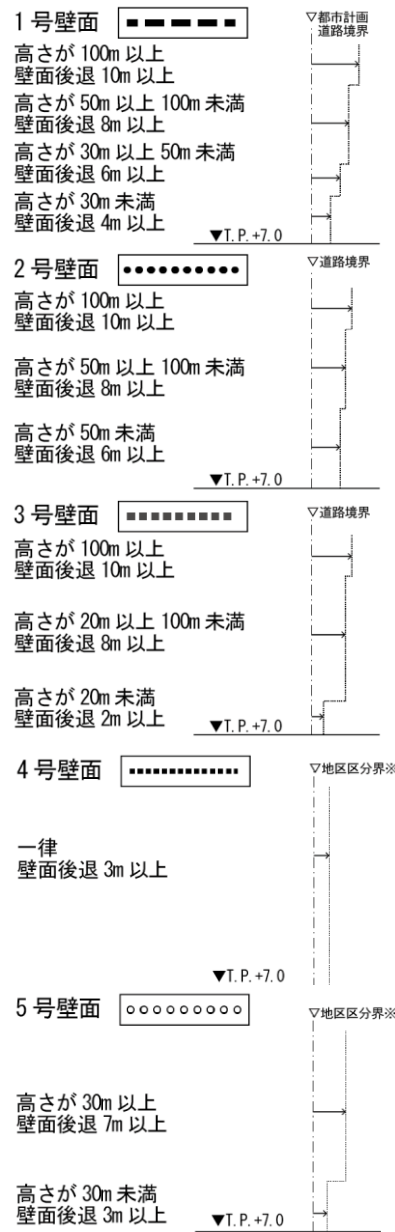 1号壁面
▽都市計画
道路境界
高さが100m以上
壁面後退10m以上
高さが50m以上100m未満
壁面後退8m以上
高さが30m以上50m未満
壁面後退6m以上
高さが30m未満
壁面後退4m以上
▼T.P.+7.0
2号壁面
▽道路境界
高さが100m以上
壁面後退10m以上
高さが50m以上100m未満
壁面後退8m以上
高さが50m未満
壁面後退6m以上
▼T.P.+7.0
3号壁面
▽道路境界
高さが100m以上
壁面後退10m以上
高さが20m以上100m未満
壁面後退8m以上
高さが20m未満
壁面後退2m以上
▼T.P.+7.0
4号壁面
▽地区区分界※
一律
壁面後退3m以上
▼T.P.+7.0
5号壁面
▽地区区分界※
高さが30m以上
壁面後退7m以上
高さが30m未満
壁面後退3m以上
▼T.P.+7.0